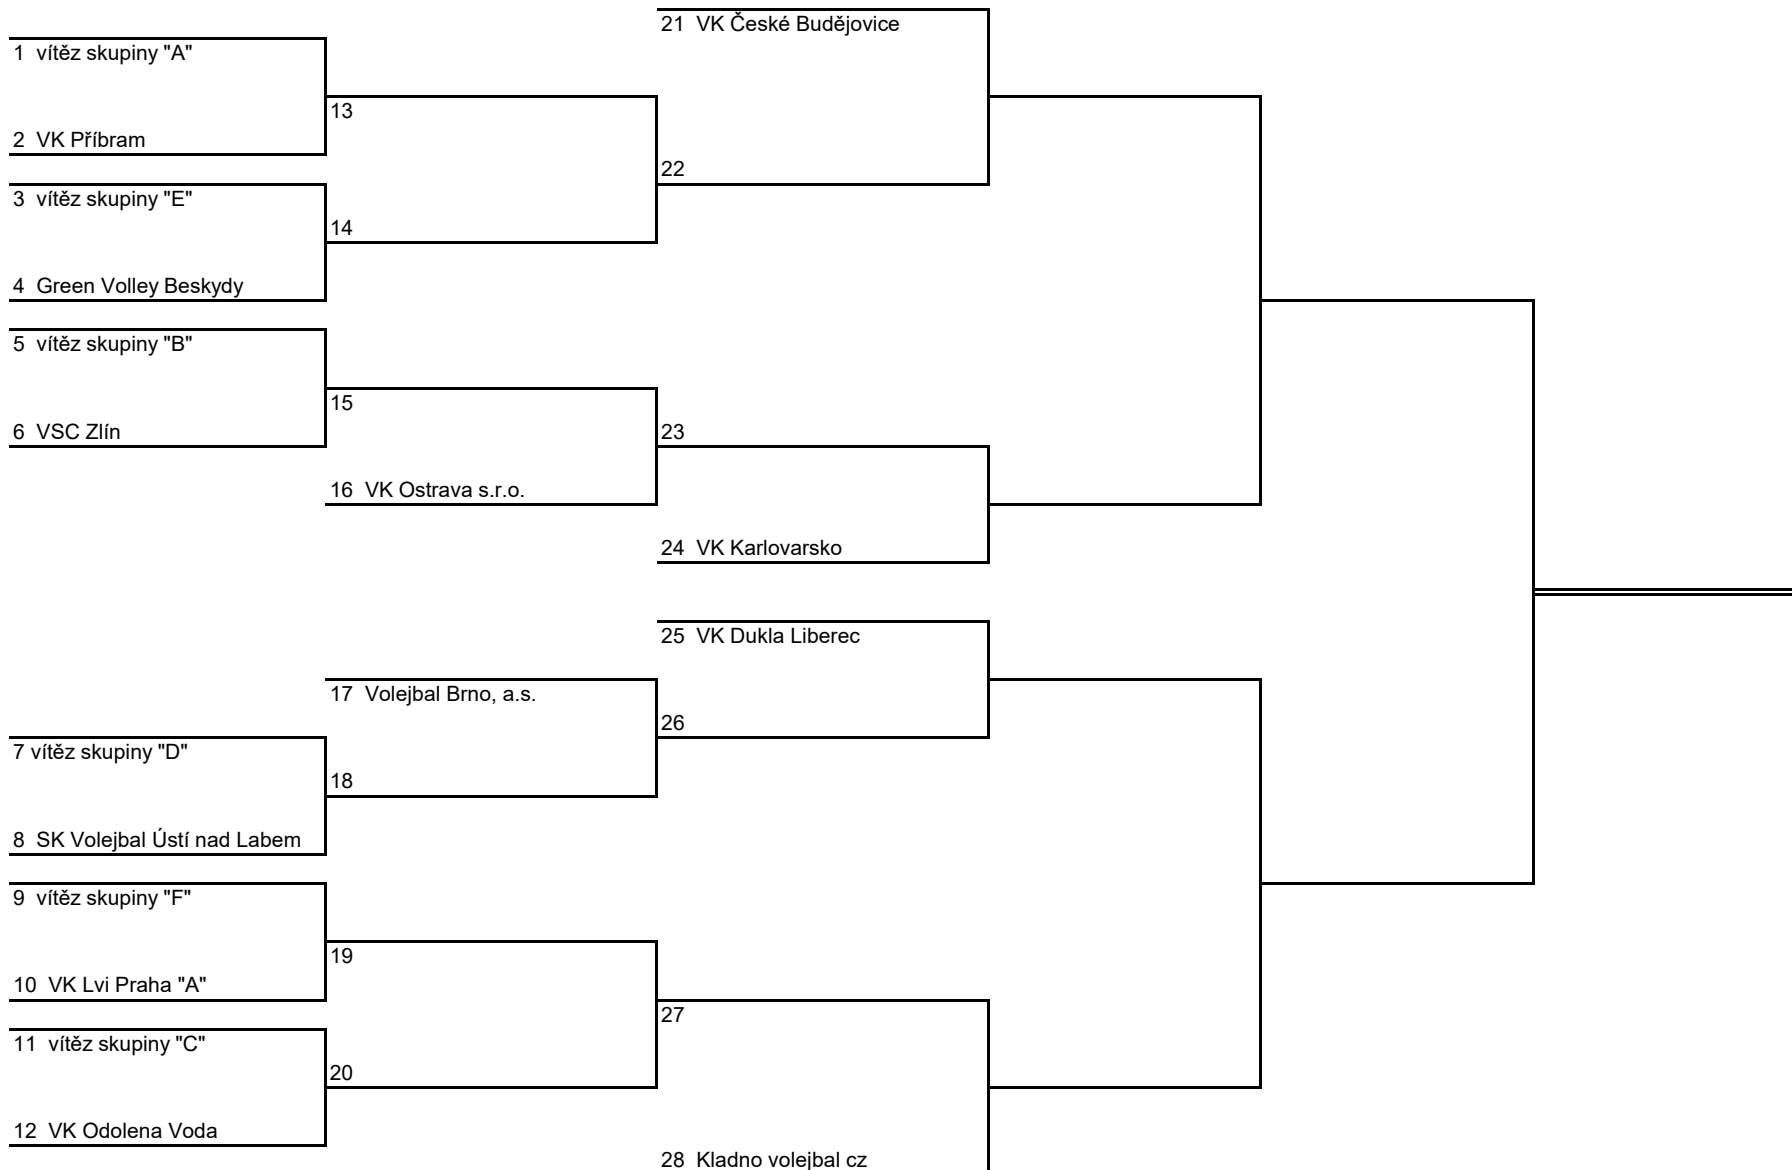 21 VK České Budějovice
1 vítěz skupiny "A"
13
2 VK Příbram
22
3 vítěz skupiny "E"
14
4 Green Volley Beskydy
5 vítěz skupiny "B"
15
6 VSC Zlín
23
16 VK Ostrava s.r.o.
24 VK Karlovarsko
25 VK Dukla Liberec
17 Volejbal Brno, a.s.
26
7 vítěz skupiny "D"
18
8 SK Volejbal Ústí nad Labem
9 vítěz skupiny "F"
19
10 VK Lvi Praha "A"
27
11 vítěz skupiny "C"
20
12 VK Odolena Voda
28 Kladno volejbal cz